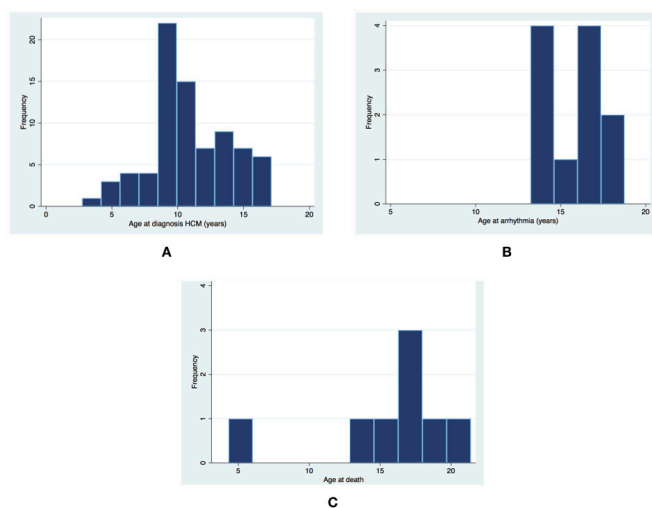 Frequency
20
15
10
5
0
0 5 10 15 20
Age at diagnosis HCM (years)
A
Frequency
4
3
2
1
0
5 10 15 20
Age at arrhythmia (years)
B
Frequency
4
3
2
1
0
5 10 15 20
Age at death
C